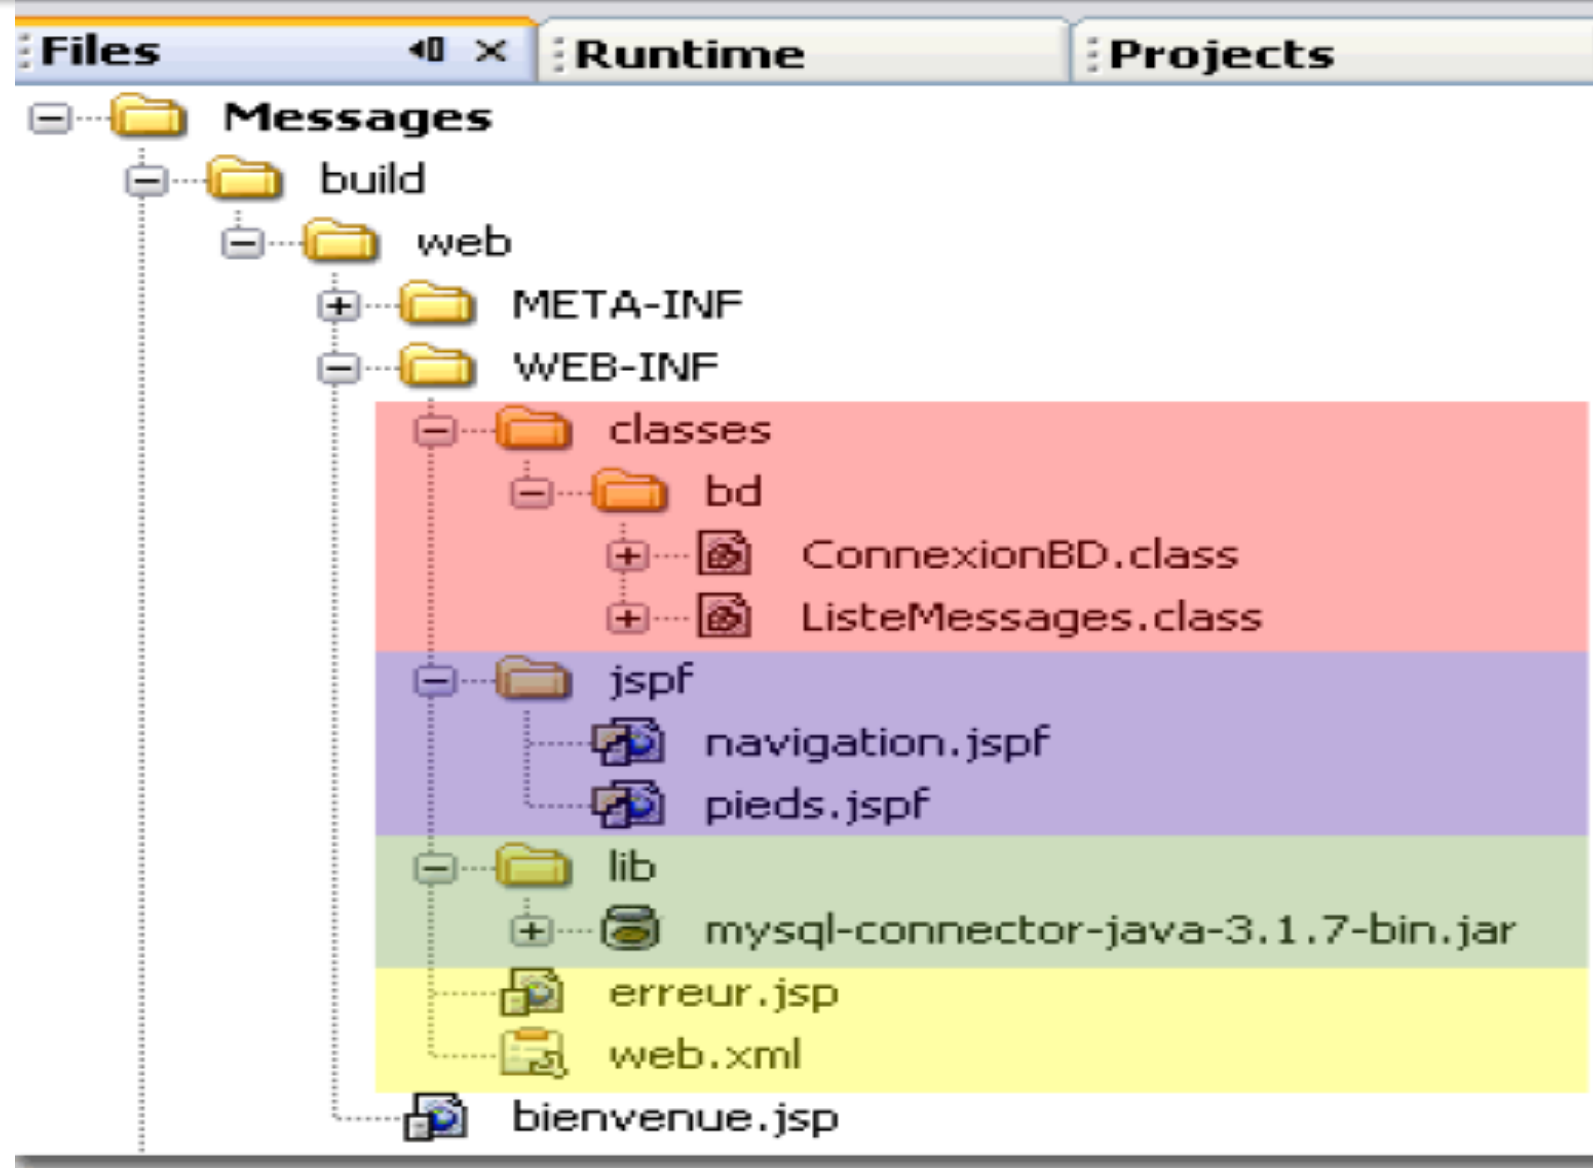 Files Runtime Projects
Messages
build
web
META-INF
WEB-INF
classes
bd
ConnexionBD.class
ListeMessages.class
jspf
navigation.jspf
pieds.jspf
lib
mysql-connector-java-3.1.7-bin.jar
erreur.jsp
web.xml
bienvenue.jsp